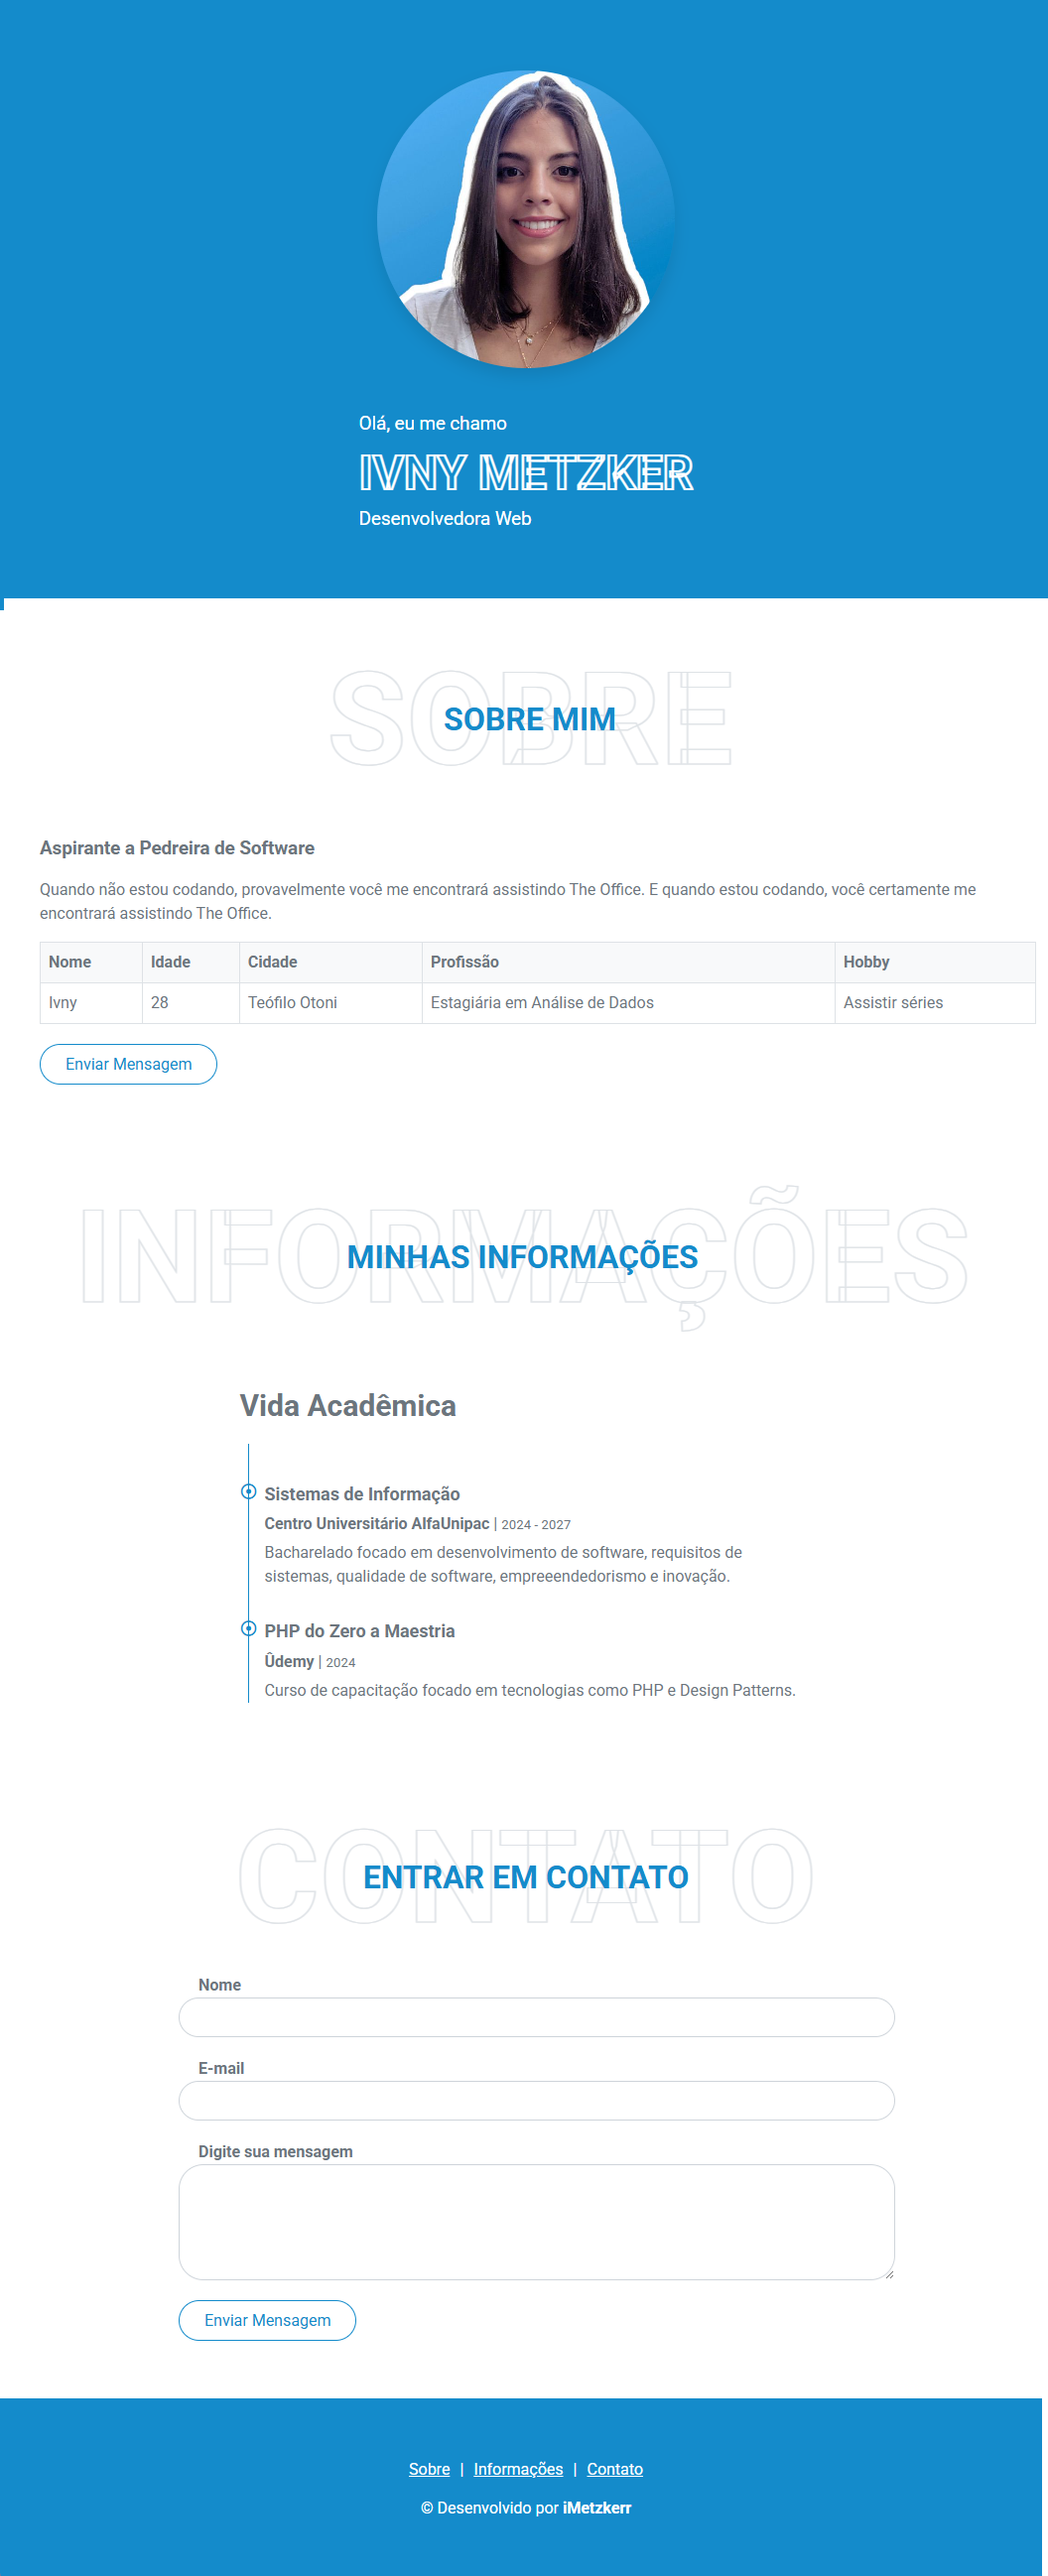 Olá, eu me chamo
IVNY METZKER
Desenvolvedora Web
SOBRE
SOBRE MIM
Aspirante a Pedreira de Software
Quando não estou codando, provavelmente você me encontrará assistindo The Office. E quando estou codando, você certamente me
encontrará assistindo The Office.
Nome Idade Cidade Profissão Hobby
Ivny 28 Teófilo Otoni Estagiária em Análise de Dados Assistir séries
Enviar Mensagem
INFORMAÇÕES
MINHAS INFORMAÇÕES
Vida Acadêmica
Sistemas de Informação
Centro Universitário AlfaUnipac | 2024 - 2027
Bacharelado focado em desenvolvimento de software, requisitos de
sistemas, qualidade de software, empreeendedorismo e inovação.
PHP do Zero a Maestria
Ûdemy | 2024
Curso de capacitação focado em tecnologias como PHP e Design Patterns.
CONTATO
ENTRAR EM CONTATO
Nome
E-mail
Digite sua mensagem
Enviar Mensagem
Sobre | Informações | Contato
© Desenvolvido por iMetzkerr